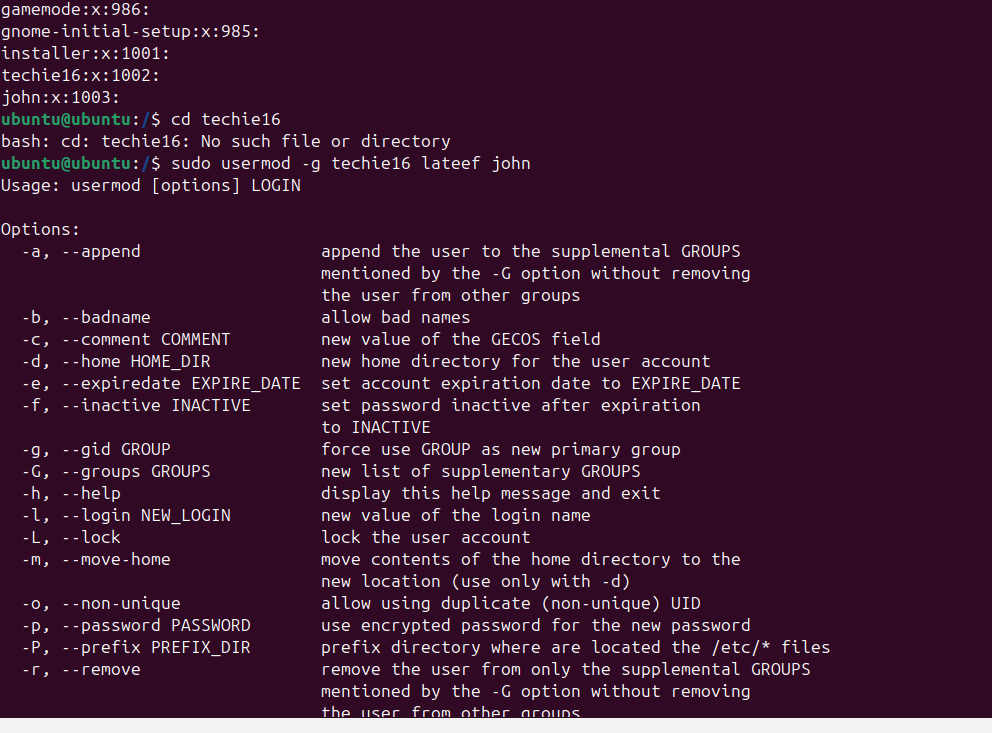 gamemode:x:986:
gnome-initial-setup:x:985:
installer:x:1001:
techie16:x:1002:
john:x:1003:
ubuntu@ubuntu:/$ cd techie16
bash: cd: techie16: No such file or directory
ubuntu@ubuntu:/$ sudo usermod -g techie16 lateef john
Usage: usermod [options] LOGIN

Options:
  -a, --append                  append the user to the supplemental GROUPS
                                mentioned by the -G option without removing
                                the user from other groups
  -b, --badname                 allow bad names
  -c, --comment COMMENT         new value of the GECOS field
  -d, --home HOME_DIR           new home directory for the user account
  -e, --expiredate EXPIRE_DATE  set account expiration date to EXPIRE_DATE
  -f, --inactive INACTIVE       set password inactive after expiration
                                to INACTIVE
  -g, --gid GROUP               force use GROUP as new primary group
  -G, --groups GROUPS           new list of supplementary GROUPS
  -h, --help                    display this help message and exit
  -l, --login NEW_LOGIN         new value of the login name
  -L, --lock                    lock the user account
  -m, --move-home               move contents of the home directory to the
                                new location (use only with -d)
  -o, --non-unique              allow using duplicate (non-unique) UID
  -p, --password PASSWORD       use encrypted password for the new password
  -P, --prefix PREFIX_DIR       prefix directory where are located the /etc/* files
  -r, --remove                  remove the user from only the supplemental GROUPS
                                mentioned by the -G option without removing
                                the user from other groups